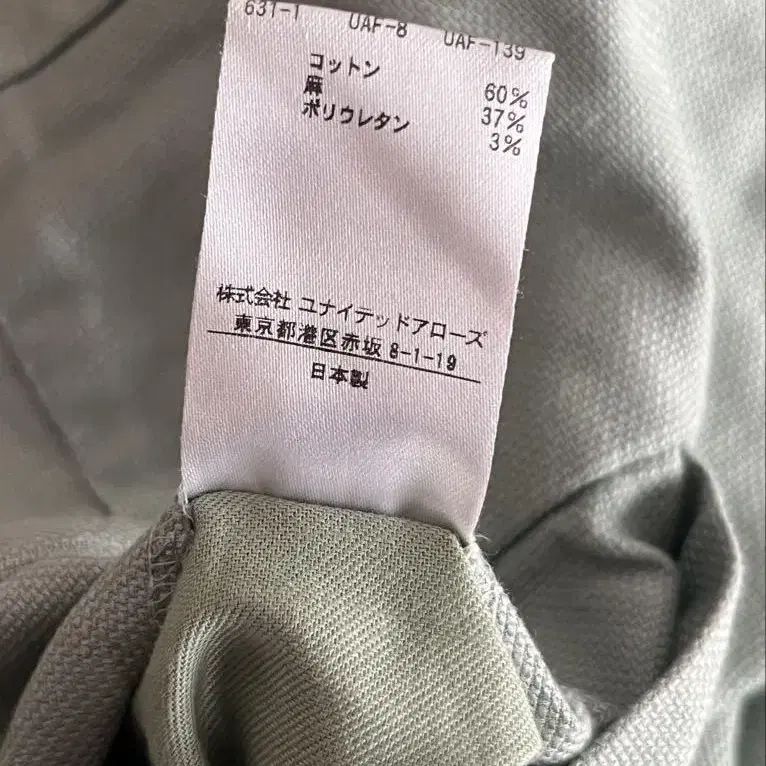 631-1 UAF-8 UAF-139
コットン 60%
麻 37%
ポリウレタン 3%
株式会社 ユナイテッドアローズ
東京都港区赤坂 8-1-19
日本製